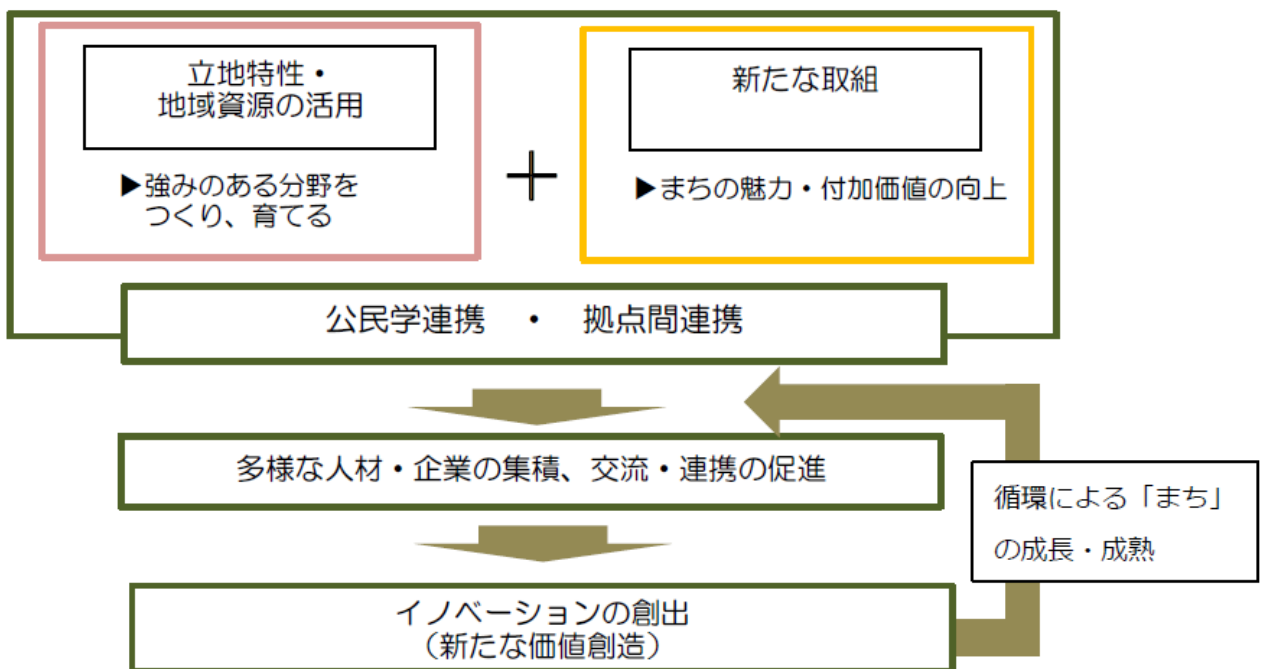 立地特性・
地域資源の活用
▶強みのある分野を
つくり、育てる
＋
新たな取組
▶まちの魅力・付加価値の向上
公民学連携　・　拠点間連携
多様な人材・企業の集積、交流・連携の促進
循環による「まち」
の成長・成熟
イノベーションの創出
（新たな価値創造）